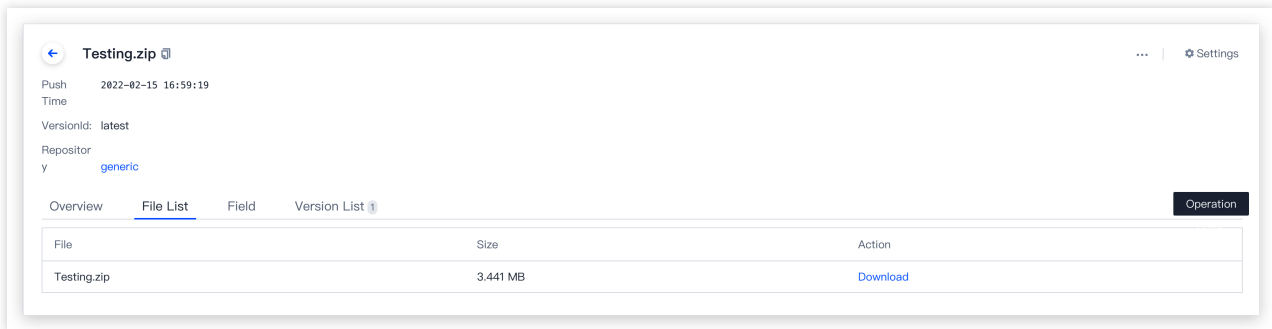 Testing.zip
... Settings
Push Time 2022-02-15 16:59:19
VersionId: latest
Repository generic
Overview File List Field Version List 1 Operation
File Size Action
Testing.zip 3.441 MB Download